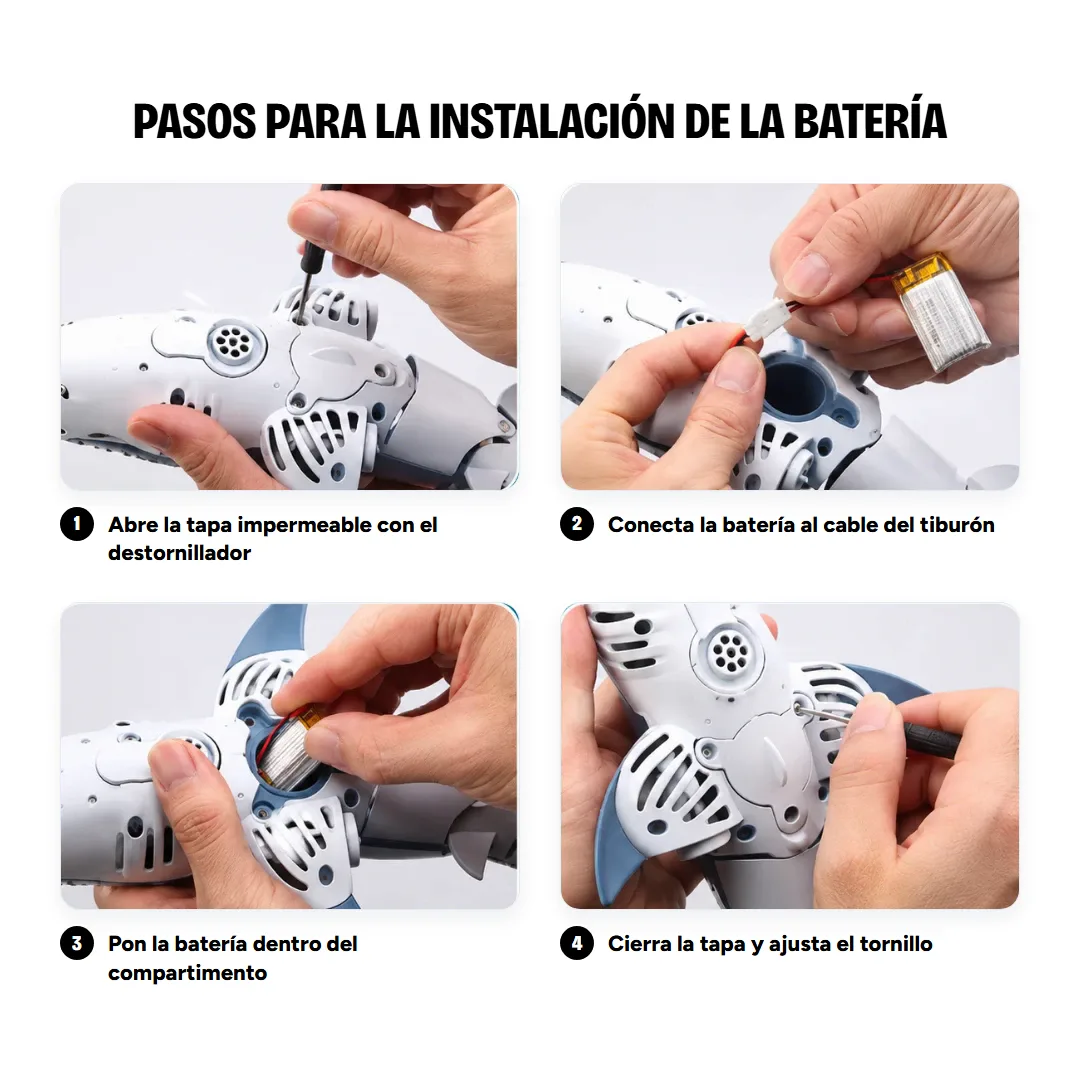 PASOS PARA LA INSTALACIÓN DE LA BATERÍA
1 Abre la tapa impermeable con el
destornillador
2 Conecta la batería al cable del tiburón
3 Pon la batería dentro del
compartimento
4 Cierra la tapa y ajusta el tornillo